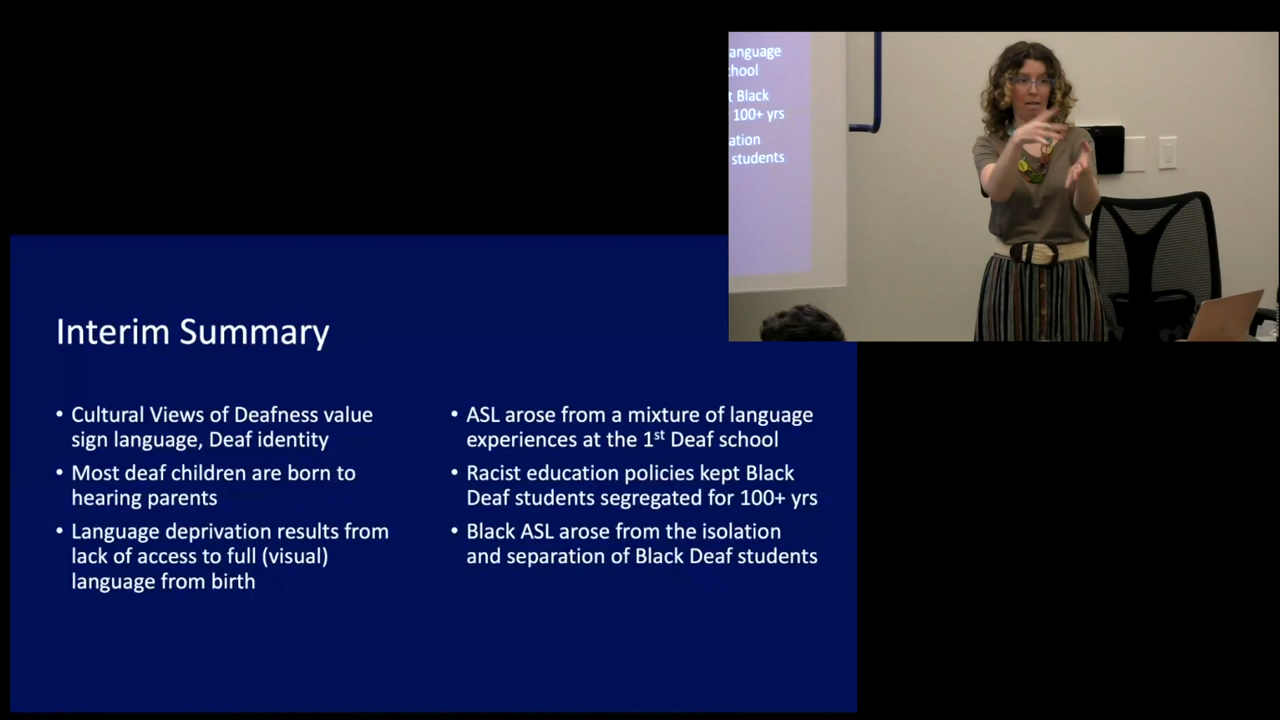 Interim Summary
• Cultural Views of Deafness value
sign language, Deaf identity
• Most deaf children are born to
hearing parents
• Language deprivation results from
lack of access to full (visual)
language from birth
• ASL arose from a mixture of language
experiences at the 1st Deaf school
• Racist education policies kept Black
Deaf students segregated for 100+ yrs
• Black ASL arose from the isolation
and separation of Black Deaf students
anguage
hool
t Black
100+ yrs
ation
students